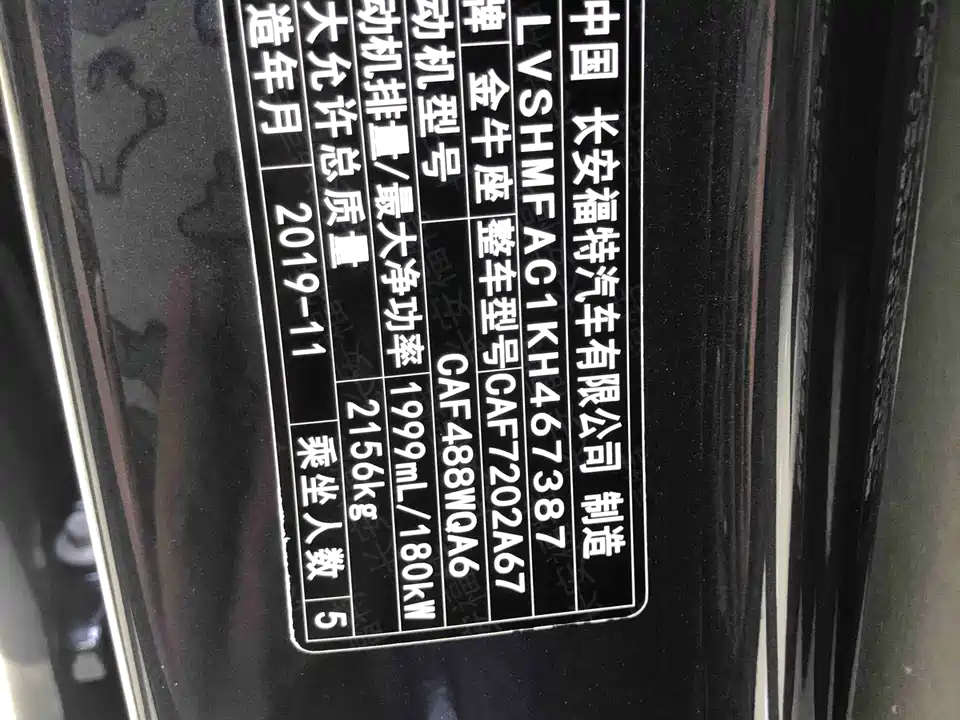 中国 长安福特汽车有限公司 制造
LVSHMFAC1KH467387
牌 金牛座 整车型号 CAF7202A67
动机型号 CAF488WQA6
动机排量/最大净功率 1999mL/180kW
大允许总质量 2156kg
造年月 2019-11 乘坐人数 5